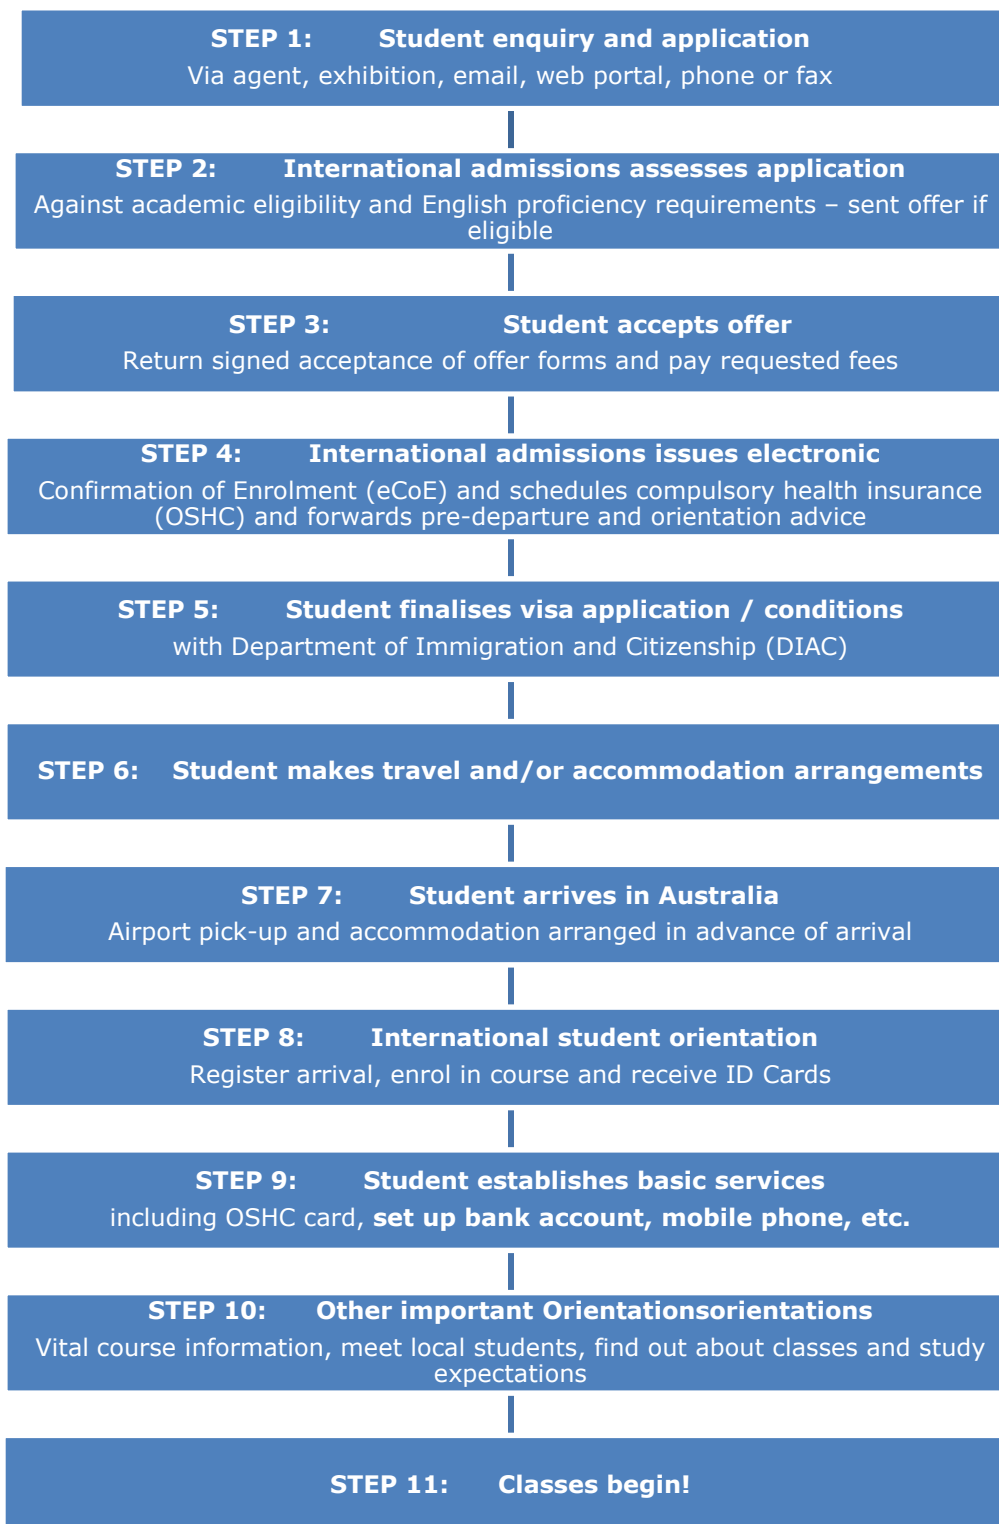 STEP 1: Student enquiry and application
Via agent, exhibition, email, web portal, phone or fax
STEP 2: International admissions assesses application
Against academic eligibility and English proficiency requirements – sent offer if
eligible
STEP 3: Student accepts offer
Return signed acceptance of offer forms and pay requested fees
STEP 4: International admissions issues electronic
Confirmation of Enrolment (eCoE) and schedules compulsory health insurance
(OSHC) and forwards pre-departure and orientation advice
STEP 5: Student finalises visa application / conditions
with Department of Immigration and Citizenship (DIAC)
STEP 6: Student makes travel and/or accommodation arrangements
STEP 7: Student arrives in Australia
Airport pick-up and accommodation arranged in advance of arrival
STEP 8: International student orientation
Register arrival, enrol in course and receive ID Cards
STEP 9: Student establishes basic services
including OSHC card, set up bank account, mobile phone, etc.
STEP 10: Other important Orientationsorientations
Vital course information, meet local students, find out about classes and study
expectations
STEP 11: Classes begin!